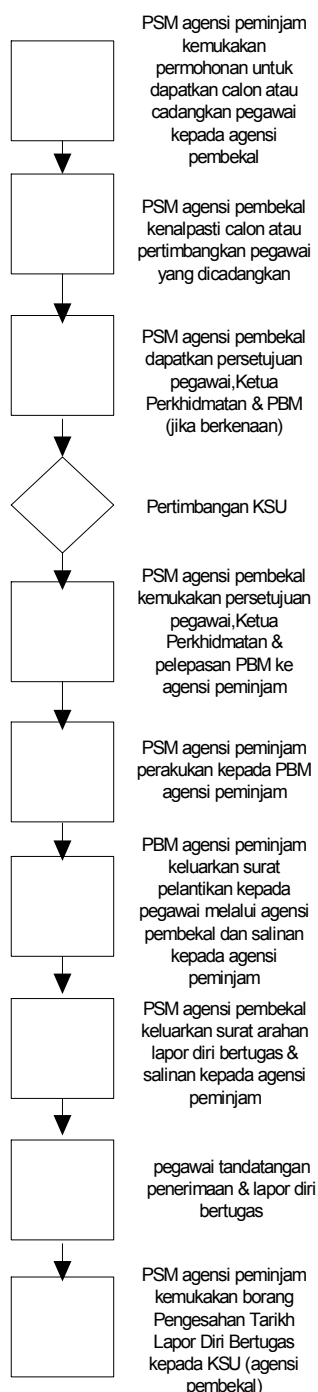 PSM agensi peminjam
kemukakan
permohonan untuk
dapatkan calon atau
cadangkan pegawai
kepada agensi
pembekal
PSM agensi pembekal
kenalpasti calon atau
pertimbangkan pegawai
yang dicadangkan
PSM agensi pembekal
dapatkan persetujuan
pegawai,Ketua
Perkhidmatan & PBM
(jika berkenaan)
Pertimbangan KSU
PSM agensi pembekal
kemukakan persetujuan
pegawai,Ketua
Perkhidmatan &
pelepasan PBM ke
agensi peminjam
PSM agensi peminjam
perakukan kepada PBM
agensi peminjam
PBM agensi peminjam
keluarkan surat
pelantikan kepada
pegawai melalui agensi
pembekal dan salinan
kepada agensi
peminjam
PSM agensi pembekal
keluarkan surat arahan
lapor diri bertugas &
salinan kepada agensi
peminjam
pegawai tandatangan
penerimaan & lapor diri
bertugas
PSM agensi peminjam
kemukakan borang
Pengesahan Tarikh
Lapor Diri Bertugas
kepada KSU (agensi
pembekal)